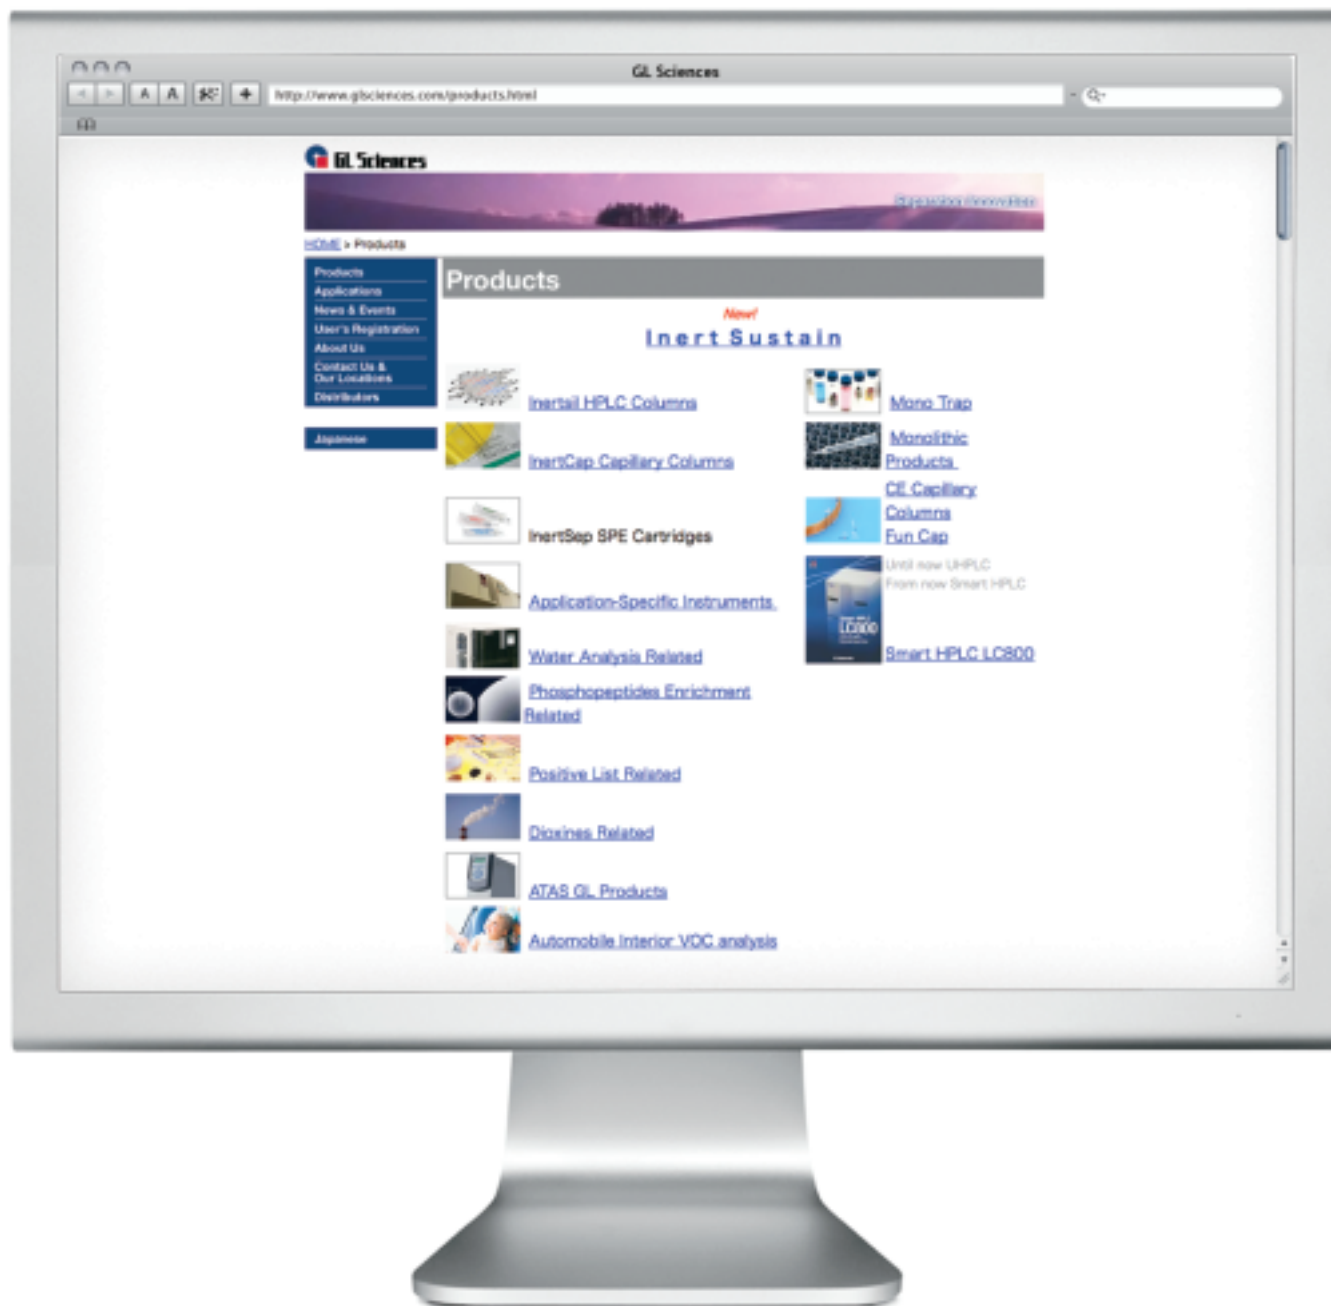 GL Sciences
A A
http://www.glsciences.com/products.html
GL Sciences
HOME > Products
Products
Applications
News & Events
User's Registration
About Us
Contact Us &
Our Locations
Distributors
Japanese
Products
New!
Inert Sustain
Inertsil HPLC Columns
InertCap Capillary Columns
InertSep SPE Cartridges
Application-Specific Instruments
Water Analysis Related
Phosphopeptides Enrichment
Related
Positive List Related
Dioxines Related
ATAS GL Products
Automobile Interior VOC analysis
Mono Trap
Monolithic
Products
CE Capillary
Columns
Fun Cap
Until now UHPLC
From now Smart HPLC
LC800
Smart HPLC LC800